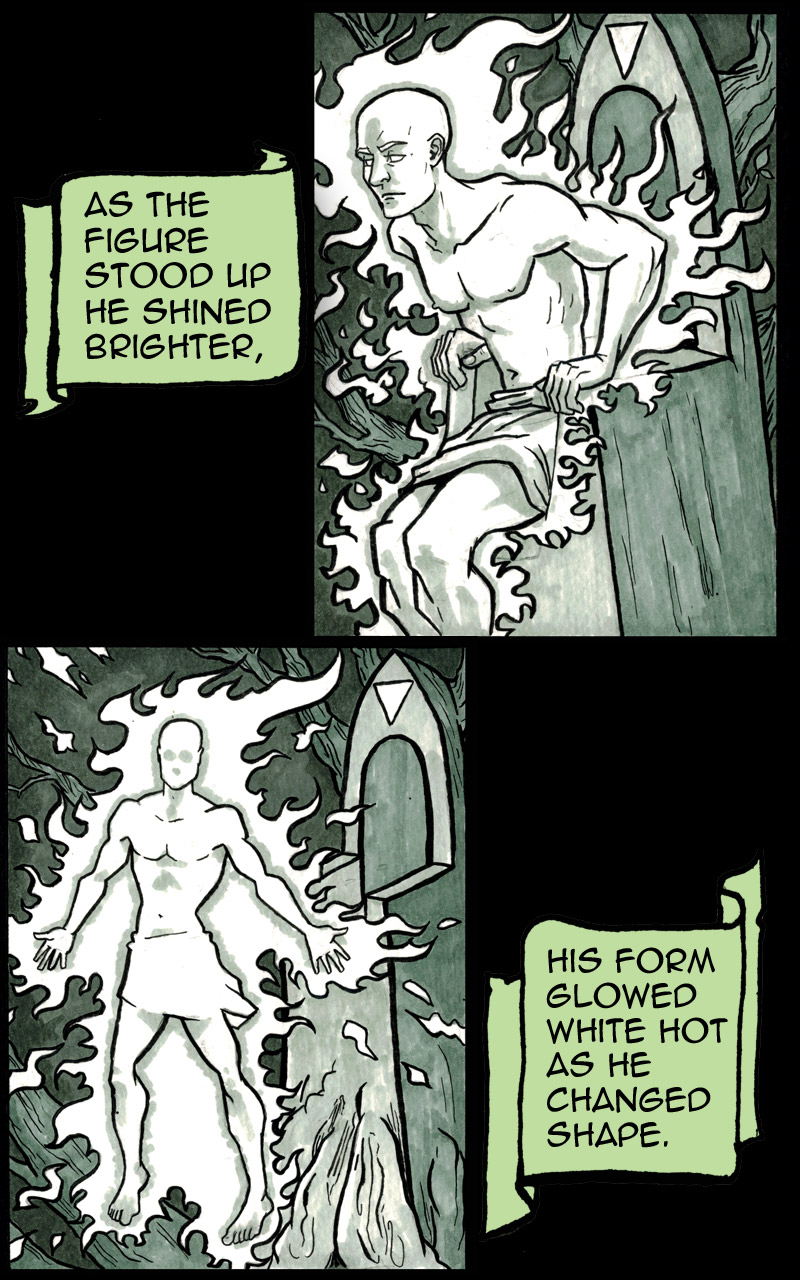 AS THE
FIGURE
STOOD UP
HE SHINED
BRIGHTER,
HIS FORM
GLOWED
WHITE HOT
AS HE
CHANGED
SHAPE.